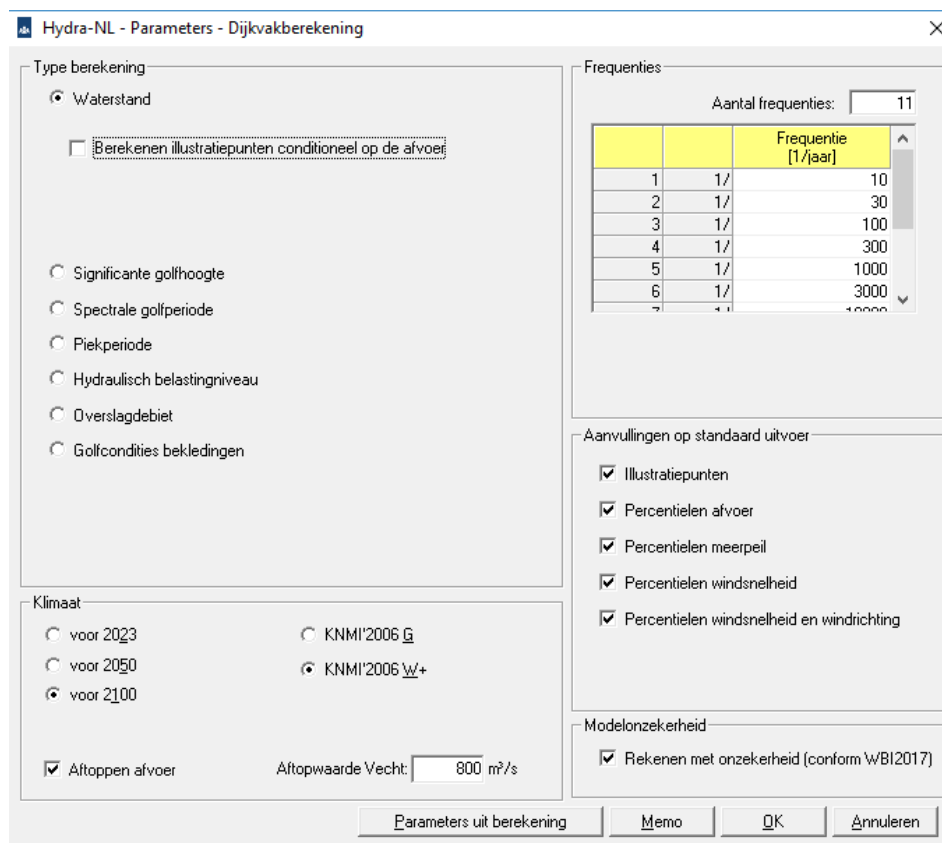 Hydra-NL - Parameters - Dijkvakberekening
Type berekening
Waterstand
Berekenen illustratiepunten conditioneel op de afvoer
Significante golfhoogte
Spectrale golfperiode
Piekperiode
Hydraulisch belastingniveau
Overslagdebiet
Golfcondities bekledingen
Klimaat
voor 2023
KNMI'2006 G
voor 2050
KNMI'2006 W+
voor 2100
Aftoppen afvoer
Aftopwaarde Vecht: 800 m³/s
Frequenties
Aantal frequenties: 11
Frequentie
[1/jaar]
1 1/ 10
2 1/ 30
3 1/ 100
4 1/ 300
5 1/ 1000
6 1/ 3000
7 1/ 10000
Aanvullingen op standaard uitvoer
Illustratiepunten
Percentielen afvoer
Percentielen meerpeil
Percentielen windsnelheid
Percentielen windsnelheid en windrichting
Modelonzekerheid
Rekenen met onzekerheid (conform WBI2017)
Parameters uit berekening Memo OK Annuleren